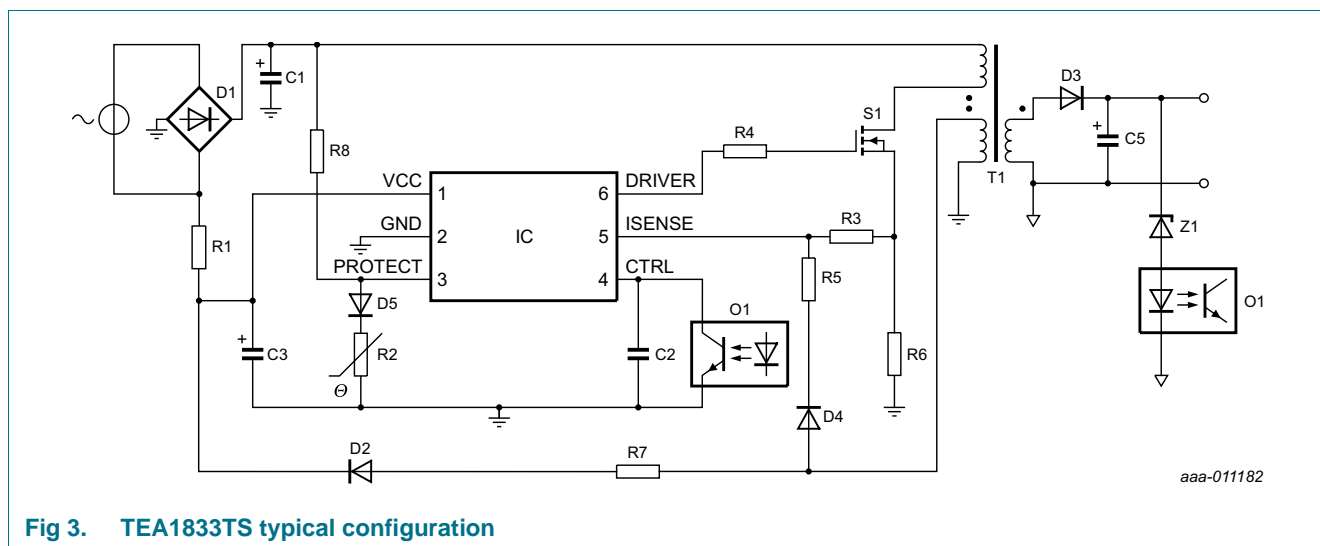 D1
C1
R8
R1
VCC
GND
PROTECT
1
2
3
IC
6
5
4
DRIVER
ISENSE
CTRL
R4
S1
R3
R5
R6
D5
R2
Θ
C3
C2
O1
D4
D2
R7
T1
D3
C5
Z1
O1
aaa-011182
Fig 3. TEA1833TS typical configuration